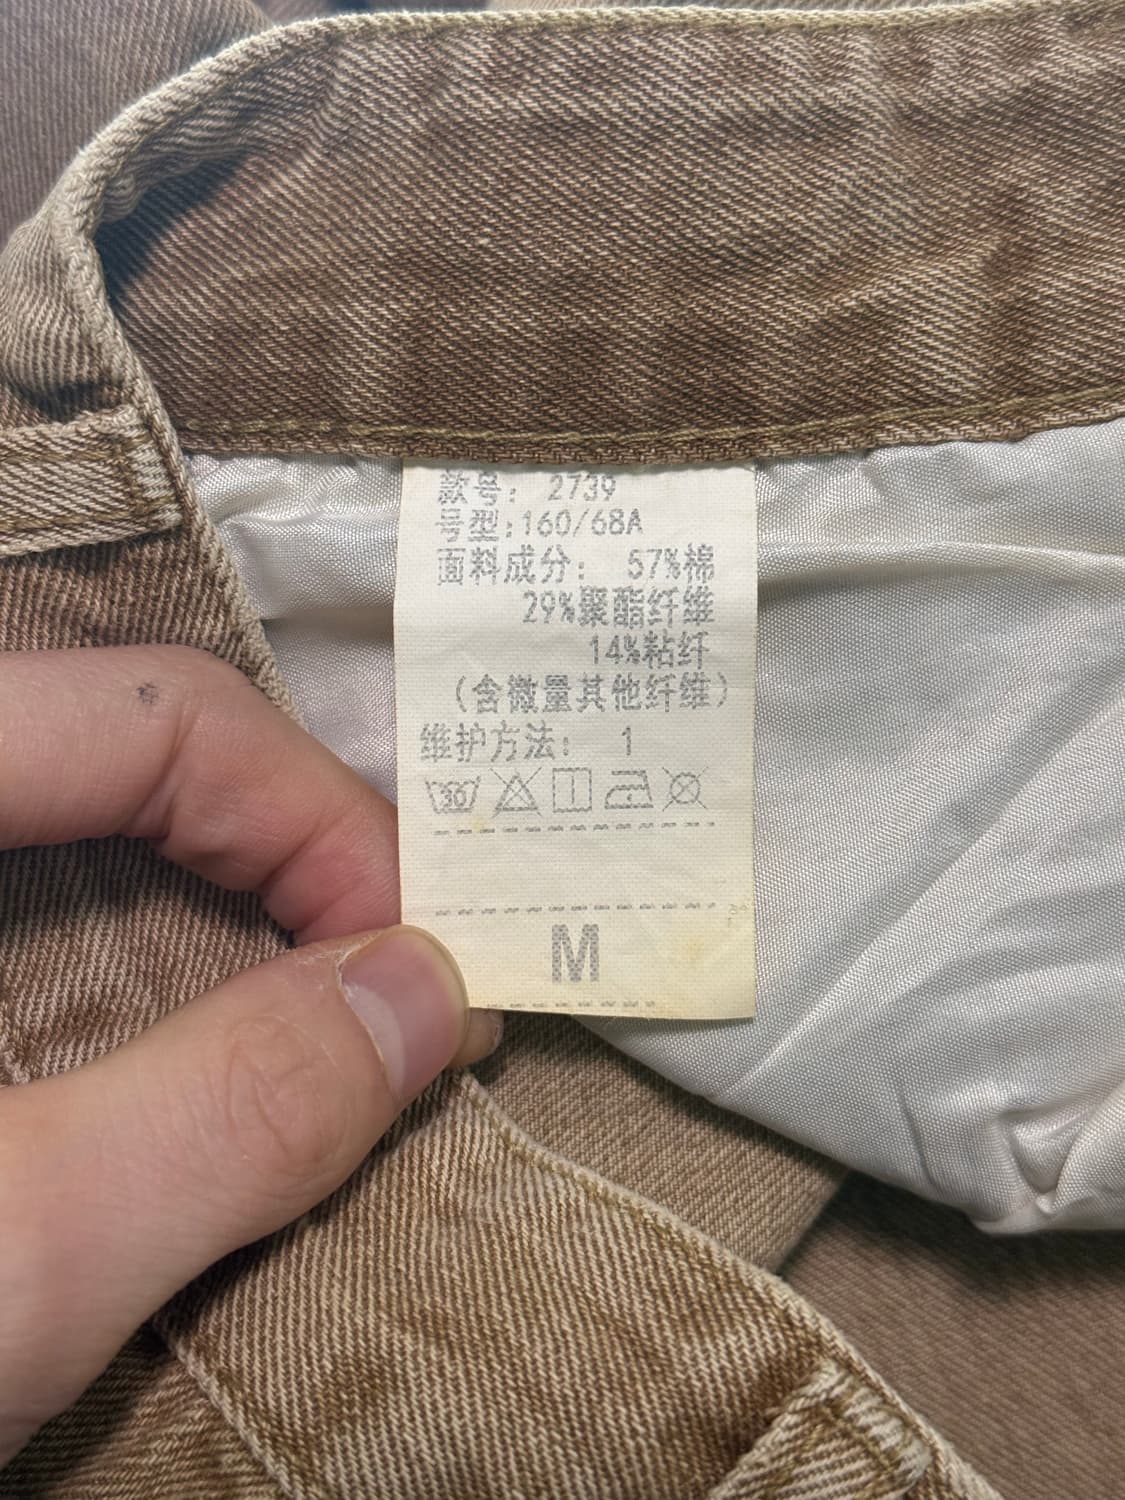 款号： 2739
号型:160/68A
面料成分： 57%棉
29%聚酯纤维
14%粘纤
（含微量其他纤维）
维护方法： 1
30
M